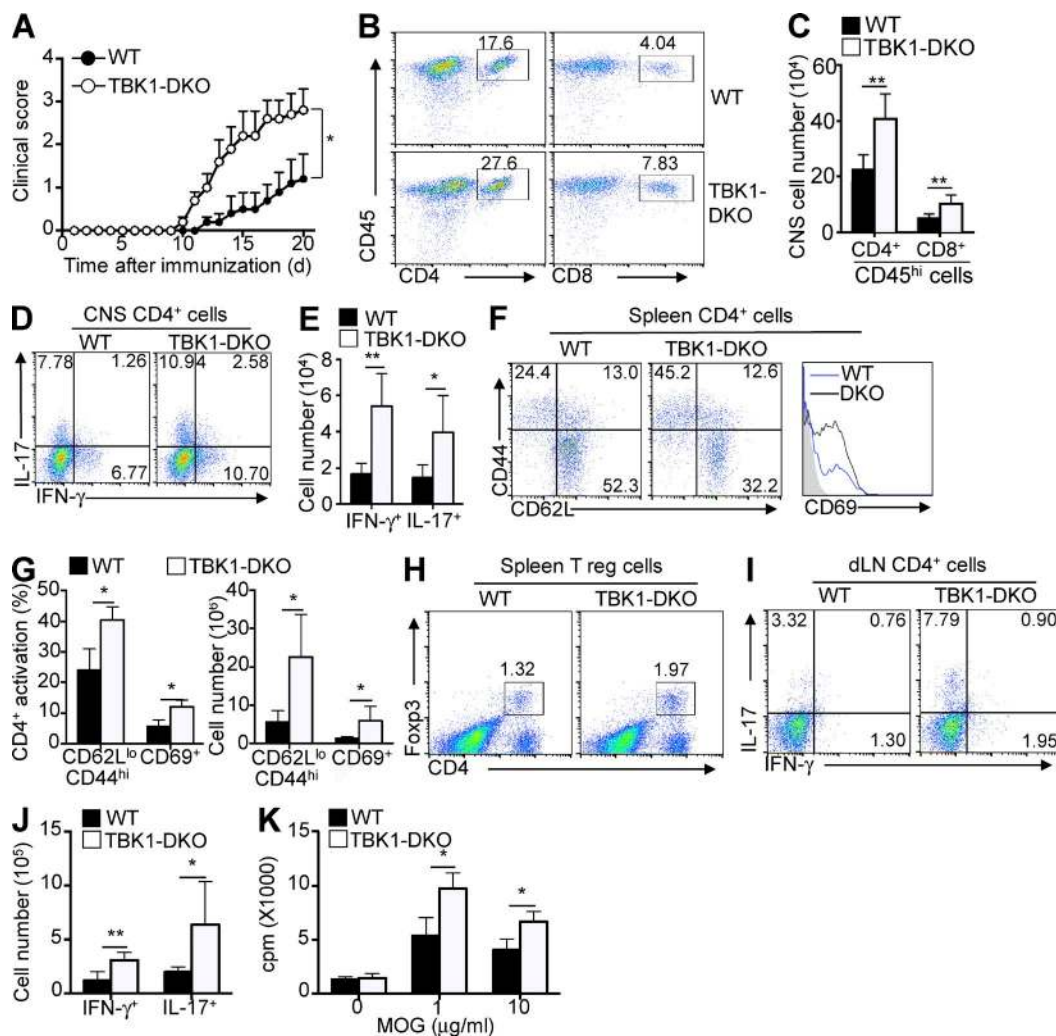 A
WT
TBK1-DKO
4
3
2
1
0
Clinical score
*
0 5 10 15 20
Time after immunization (d)
B
17.6
4.04
WT
27.6
7.83
TBK1-
DKO
CD45
CD4
CD8
C
WT
TBK1-DKO
CNS cell number (10⁴)
60
40
20
0
**
**
CD4⁺ CD8⁺
CD45ʰⁱ cells
D
CNS CD4⁺ cells
WT TBK1-DKO
7.78 1.26 10.94 2.58
6.77 10.70
IL-17
IFN-γ
E
WT
TBK1-DKO
Cell number (10⁴)
8
6
4
2
0
**
*
IFN-γ⁺ IL-17⁺
F
Spleen CD4⁺ cells
WT TBK1-DKO
24.4 13.0 45.2 12.6
52.3 32.2
CD44
CD62L
WT
DKO
CD69
G
WT TBK1-DKO
CD4⁺ activation (%)
50
40
30
20
10
0
*
*
CD62Lˡᵒ CD69⁺
CD44ʰⁱ
Cell number (10⁶)
40
30
20
10
0
*
*
CD62Lˡᵒ CD69⁺
CD44ʰⁱ
H
Spleen T reg cells
WT TBK1-DKO
1.32 1.97
Foxp3
CD4
I
dLN CD4⁺ cells
WT TBK1-DKO
3.32 0.76 7.79 0.90
1.30 1.95
IL-17
IFN-γ
J
WT
TBK1-DKO
Cell number (10⁵)
15
10
5
0
**
*
IFN-γ⁺ IL-17⁺
K
WT
TBK1-DKO
cpm (X1000)
15
10
5
0
*
*
0 1 10
MOG (μg/ml)